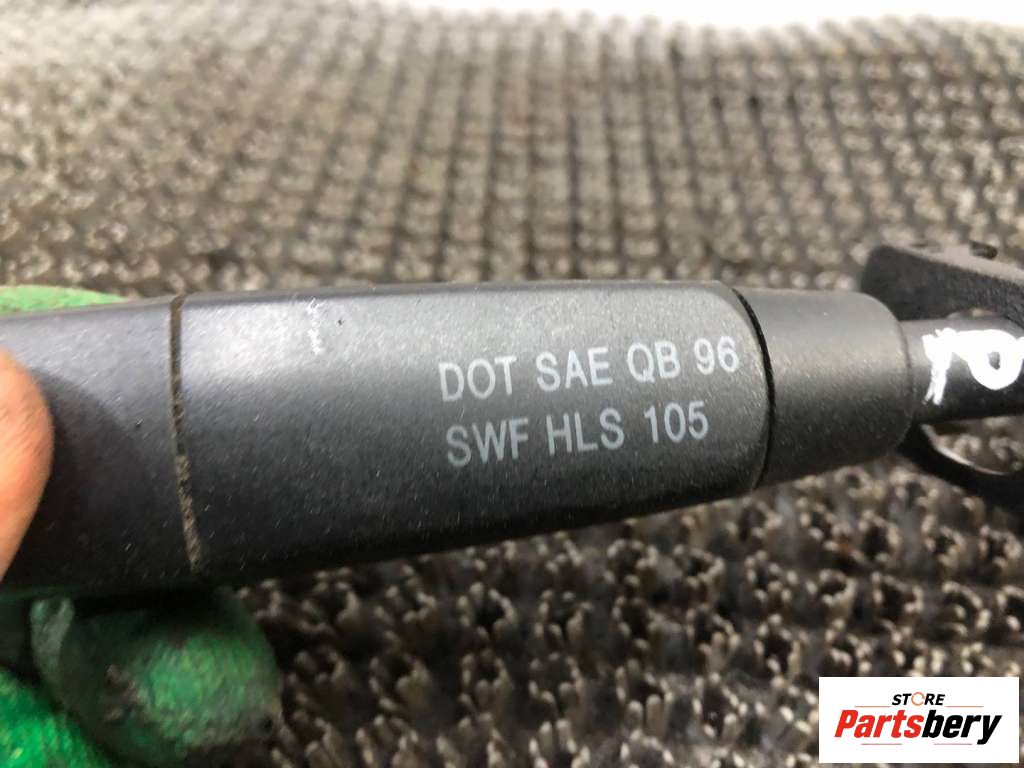 DOT SAE QB 96
SWF HLS 105
STORE
Partsbery